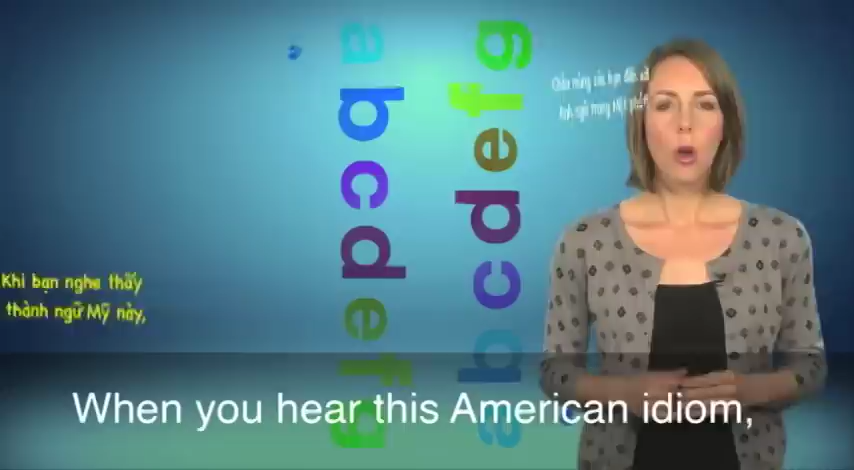 a b c d e f g
a b c d e f g
Khi bạn nghe thấy
thành ngữ Mỹ này,
When you hear this American idiom,